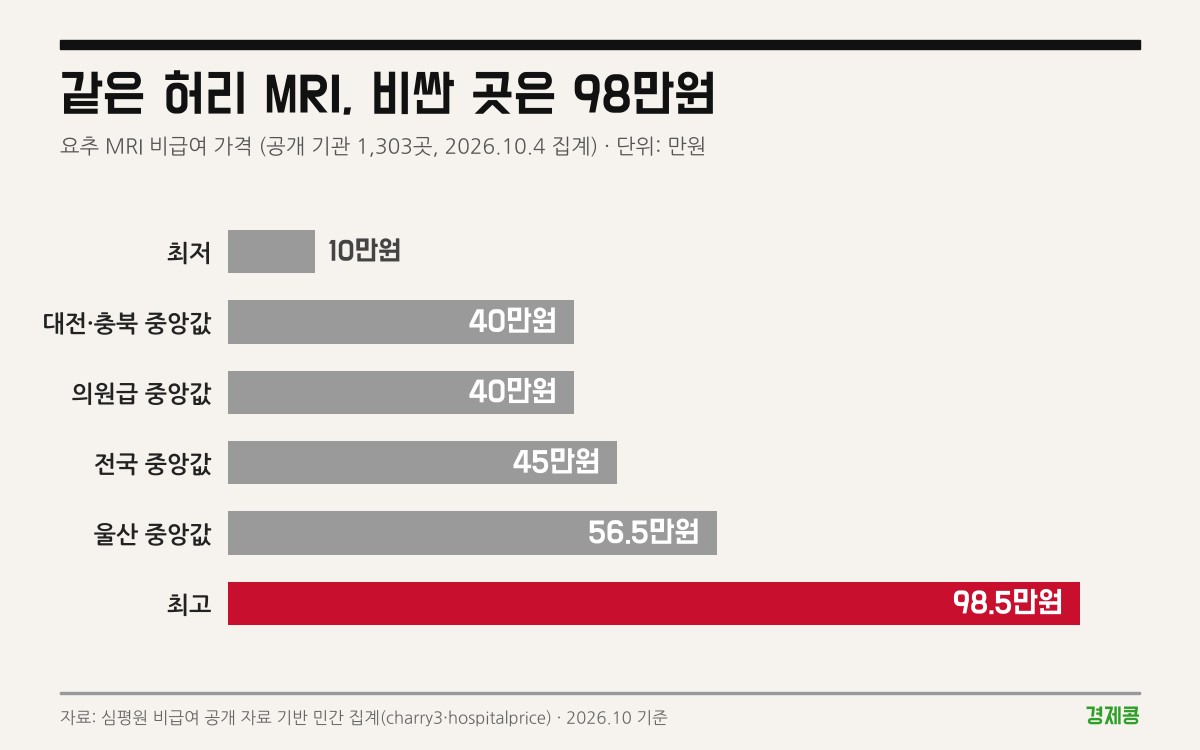 같은 허리 MRI, 비싼 곳은 98만원
요추 MRI 비급여 가격 (공개 기관 1,303곳, 2026.10.4 집계) · 단위: 만원
최저 10만원
대전·충북 중앙값 40만원
의원급 중앙값 40만원
전국 중앙값 45만원
울산 중앙값 56.5만원
최고 98.5만원
자료: 심평원 비급여 공개 자료 기반 민간 집계(charry3·hospitalprice) · 2026.10 기준
경제콩